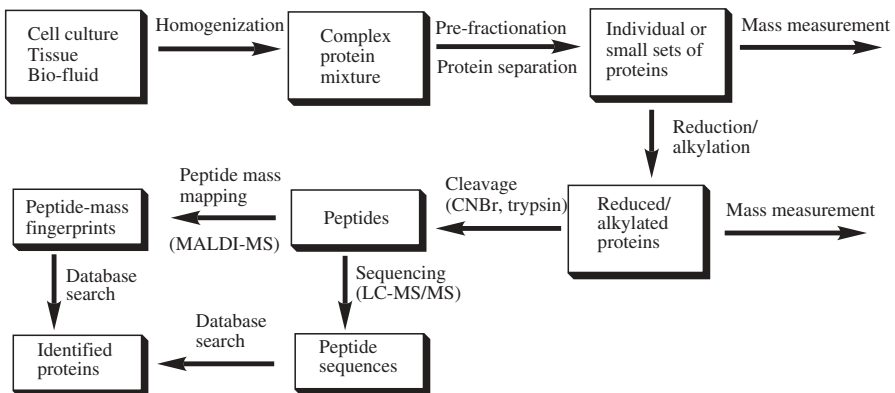 Cell culture
Tissue
Bio-fluid
Homogenization
Complex
protein
mixture
Pre-fractionation
Protein separation
Individual or
small sets of
proteins
Mass measurement
Reduction/
alkylation
Reduced/
alkylated
proteins
Mass measurement
Cleavage
(CNBr, trypsin)
Peptides
Peptide mass
mapping
(MALDI-MS)
Peptide-mass
fingerprints
Database
search
Sequencing
(LC-MS/MS)
Peptide
sequences
Database
search
Identified
proteins